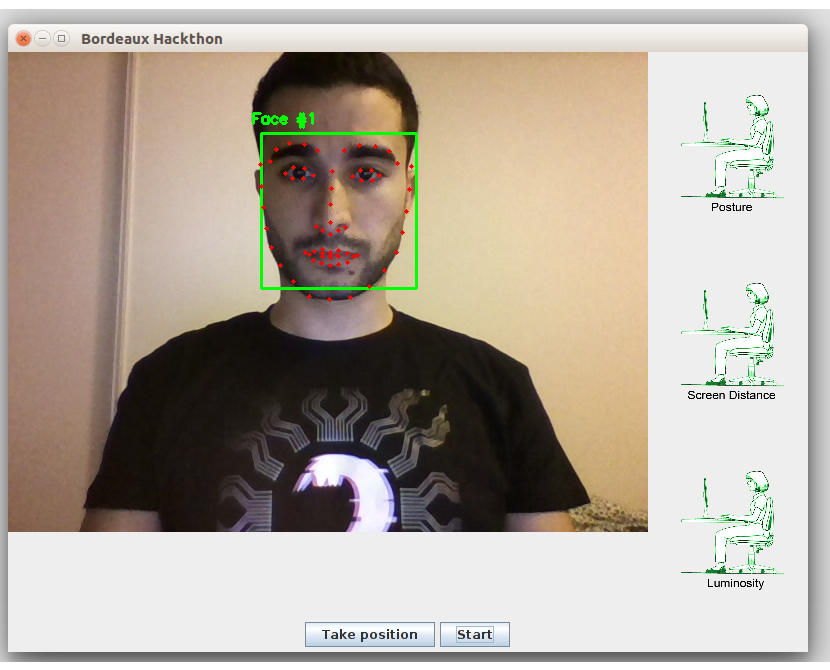 Bordeaux Hackthon
Face #1
Posture
Screen Distance
Luminosity
Take position
Start